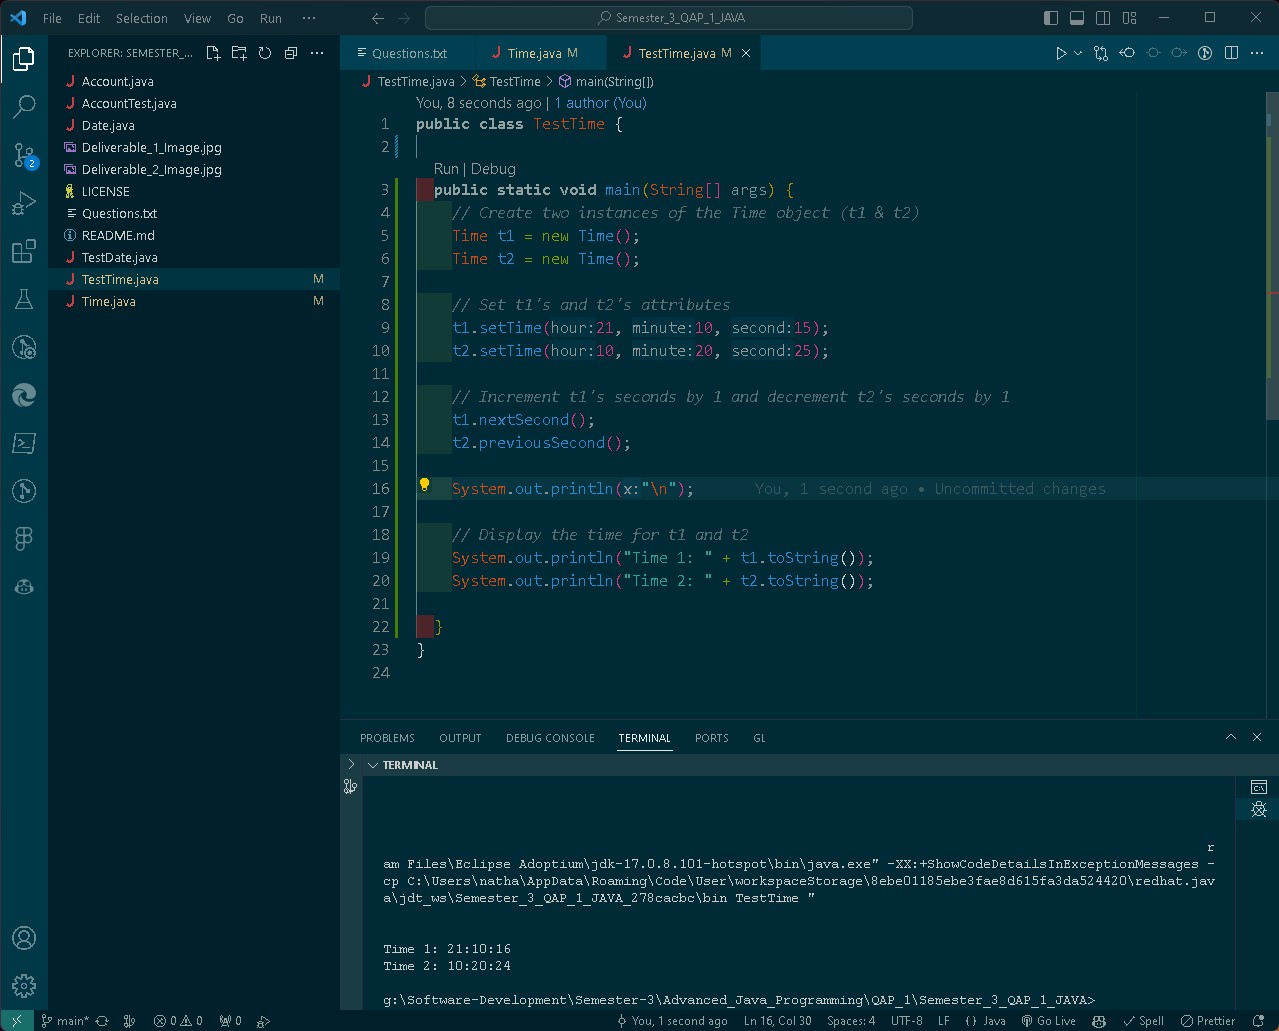 File Edit Selection View Go Run ··· Semester_3_QAP_1_JAVA
EXPLORER: SEMESTER_...
Account.java
AccountTest.java
Date.java
Deliverable_1_Image.jpg
Deliverable_2_Image.jpg
LICENSE
Questions.txt
README.md
TestDate.java
TestTime.java M
Time.java M
2
Questions.txt Time.java M TestTime.java M
TestTime.java > TestTime > main(String[])
You, 8 seconds ago | 1 author (You)
1 public class TestTime {
2
Run | Debug
3 public static void main(String[] args) {
4 // Create two instances of the Time object (t1 & t2)
5 Time t1 = new Time();
6 Time t2 = new Time();
7
8 // Set t1's and t2's attributes
9 t1.setTime(hour:21, minute:10, second:15);
10 t2.setTime(hour:10, minute:20, second:25);
11
12 // Increment t1's seconds by 1 and decrement t2's seconds by 1
13 t1.nextSecond();
14 t2.previousSecond();
15
16 System.out.println(x:"\n"); You, 1 second ago • Uncommitted changes
17
18 // Display the time for t1 and t2
19 System.out.println("Time 1: " + t1.toString());
20 System.out.println("Time 2: " + t2.toString());
21
22 }
23 }
24
PROBLEMS OUTPUT DEBUG CONSOLE TERMINAL PORTS GL
TERMINAL
r
am Files\Eclipse Adoptium\jdk-17.0.8.101-hotspot\bin\java.exe" -XX:+ShowCodeDetailsInExceptionMessages -
cp C:\Users\natha\AppData\Roaming\Code\User\workspaceStorage\8ebe01185ebe3fae8d615fa3da524420\redhat.jav
a\jdt_ws\Semester_3_QAP_1_JAVA_278cacbc\bin TestTime "
Time 1: 21:10:16
Time 2: 10:20:24
g:\Software-Development\Semester-3\Advanced_Java_Programming\QAP_1\Semester_3_QAP_1_JAVA>
main* 0 0 0 You, 1 second ago Ln 16, Col 30 Spaces: 4 UTF-8 LF {} Java Go Live Spell Prettier